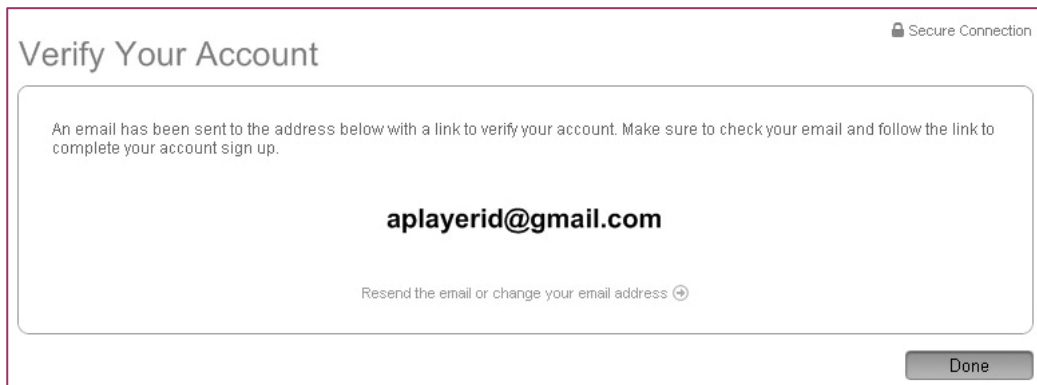 Secure Connection
Verify Your Account
An email has been sent to the address below with a link to verify your account. Make sure to check your email and follow the link to
complete your account sign up.
aplayerid@gmail.com
Resend the email or change your email address
Done